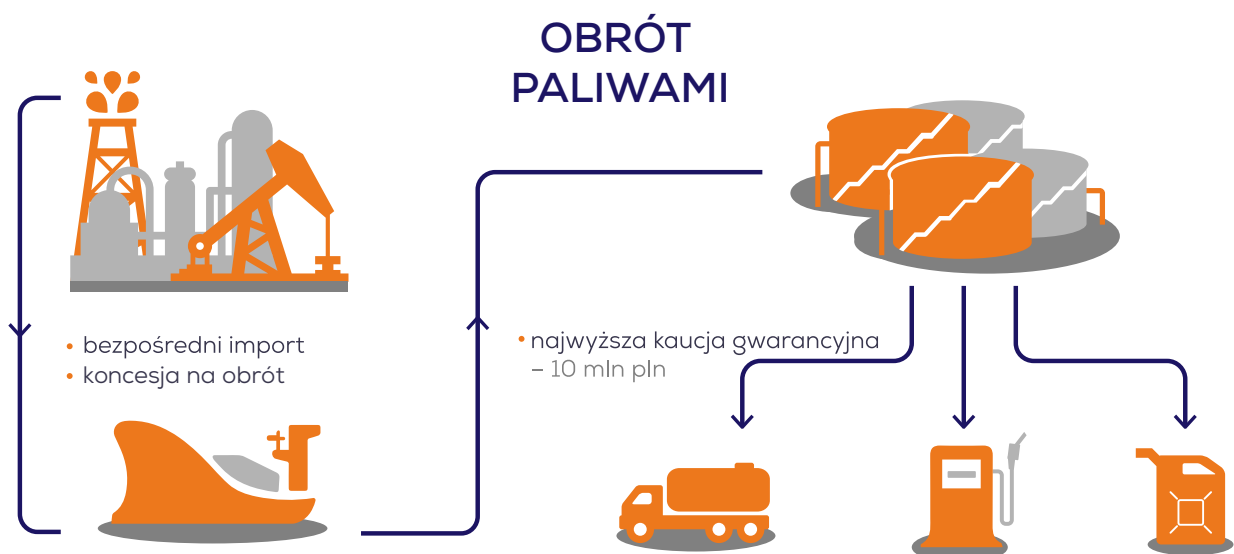 OBRÓT
PALIWAMI
• bezpośredni import
• koncesja na obrót
• najwyższa kaucja gwarancyjna
– 10 mln pln